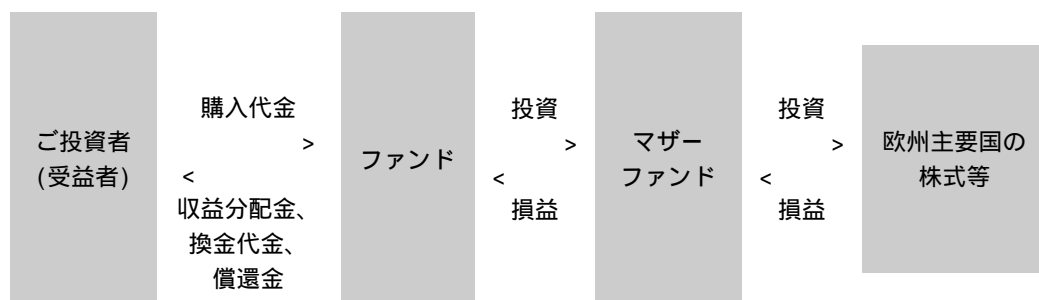 ご投資者
(受益者)
購入代金
>
<
収益分配金、
換金代金、
償還金
ファンド
投資
>
<
損益
マザー
ファンド
投資
>
<
損益
欧州主要国の
株式等